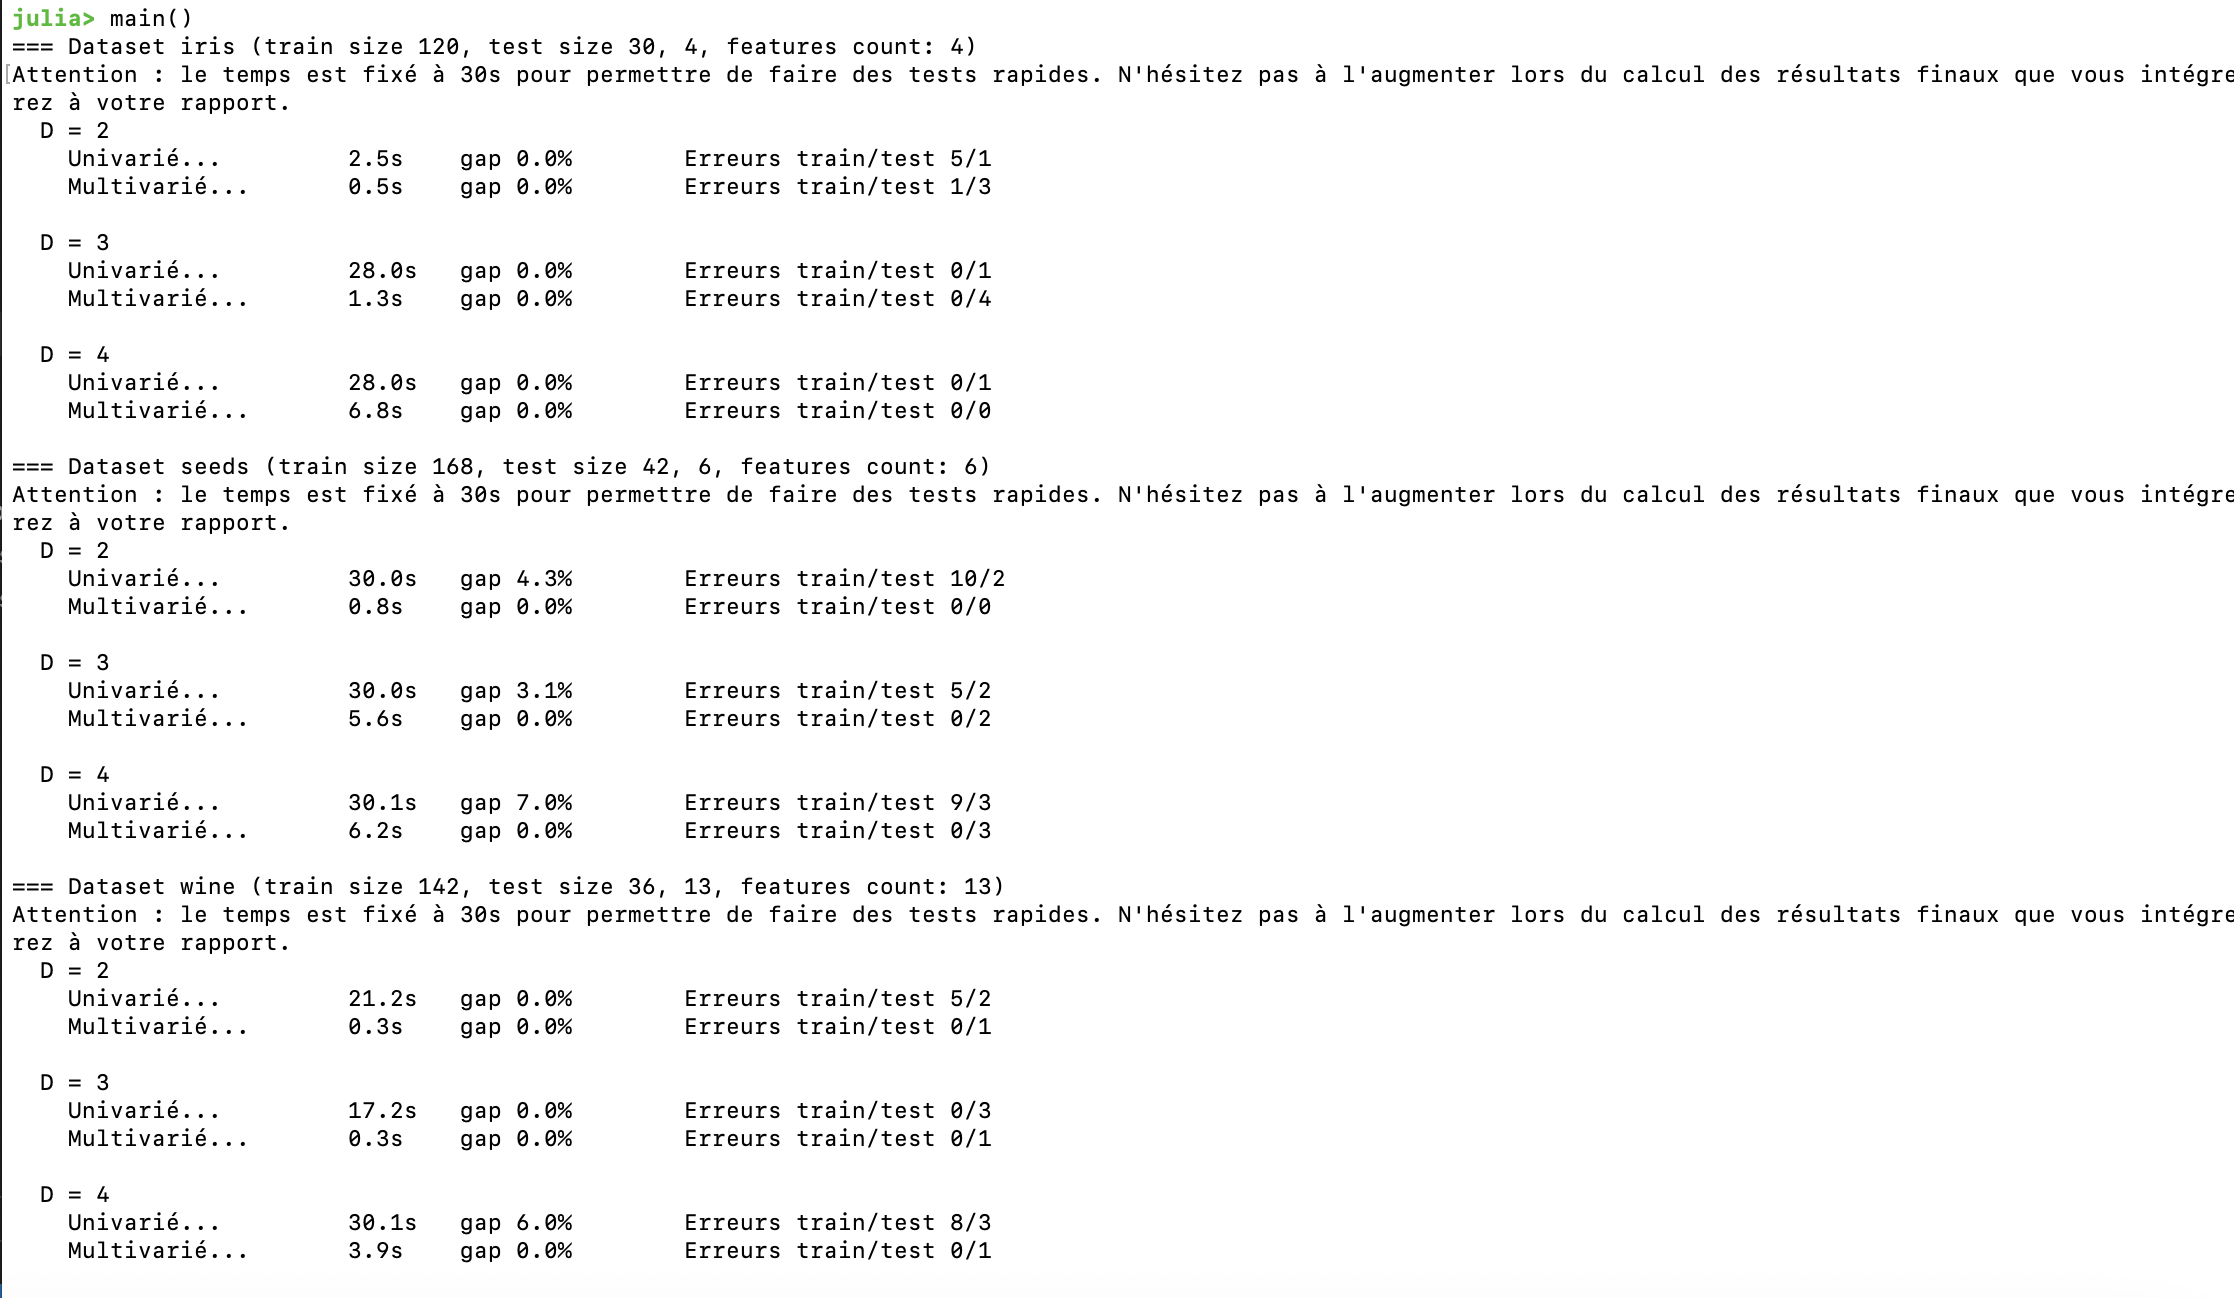 julia> main()
=== Dataset iris (train size 120, test size 30, 4, features count: 4)
Attention : le temps est fixé à 30s pour permettre de faire des tests rapides. N'hésitez pas à l'augmenter lors du calcul des résultats finaux que vous intégre
rez à votre rapport.
  D = 2
    Univarié...         2.5s    gap 0.0%        Erreurs train/test 5/1
    Multivarié...       0.5s    gap 0.0%        Erreurs train/test 1/3

  D = 3
    Univarié...         28.0s   gap 0.0%        Erreurs train/test 0/1
    Multivarié...       1.3s    gap 0.0%        Erreurs train/test 0/4

  D = 4
    Univarié...         28.0s   gap 0.0%        Erreurs train/test 0/1
    Multivarié...       6.8s    gap 0.0%        Erreurs train/test 0/0

=== Dataset seeds (train size 168, test size 42, 6, features count: 6)
Attention : le temps est fixé à 30s pour permettre de faire des tests rapides. N'hésitez pas à l'augmenter lors du calcul des résultats finaux que vous intégre
rez à votre rapport.
  D = 2
    Univarié...         30.0s   gap 4.3%        Erreurs train/test 10/2
    Multivarié...       0.8s    gap 0.0%        Erreurs train/test 0/0

  D = 3
    Univarié...         30.0s   gap 3.1%        Erreurs train/test 5/2
    Multivarié...       5.6s    gap 0.0%        Erreurs train/test 0/2

  D = 4
    Univarié...         30.1s   gap 7.0%        Erreurs train/test 9/3
    Multivarié...       6.2s    gap 0.0%        Erreurs train/test 0/3

=== Dataset wine (train size 142, test size 36, 13, features count: 13)
Attention : le temps est fixé à 30s pour permettre de faire des tests rapides. N'hésitez pas à l'augmenter lors du calcul des résultats finaux que vous intégre
rez à votre rapport.
  D = 2
    Univarié...         21.2s   gap 0.0%        Erreurs train/test 5/2
    Multivarié...       0.3s    gap 0.0%        Erreurs train/test 0/1

  D = 3
    Univarié...         17.2s   gap 0.0%        Erreurs train/test 0/3
    Multivarié...       0.3s    gap 0.0%        Erreurs train/test 0/1

  D = 4
    Univarié...         30.1s   gap 6.0%        Erreurs train/test 8/3
    Multivarié...       3.9s    gap 0.0%        Erreurs train/test 0/1